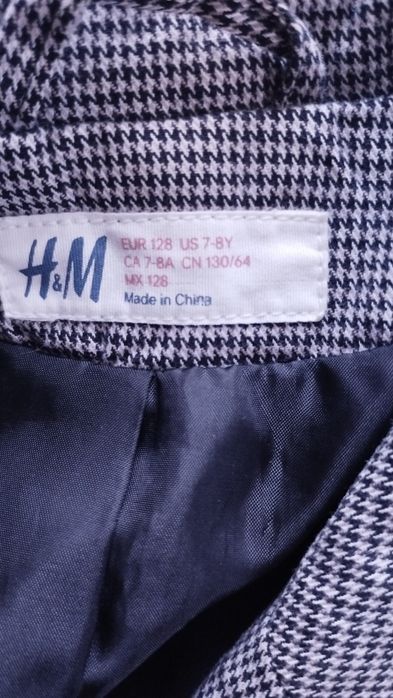 H&M
EUR 128 US 7-8Y
CA 7-8A CN 130/64
MX 128
Made in China